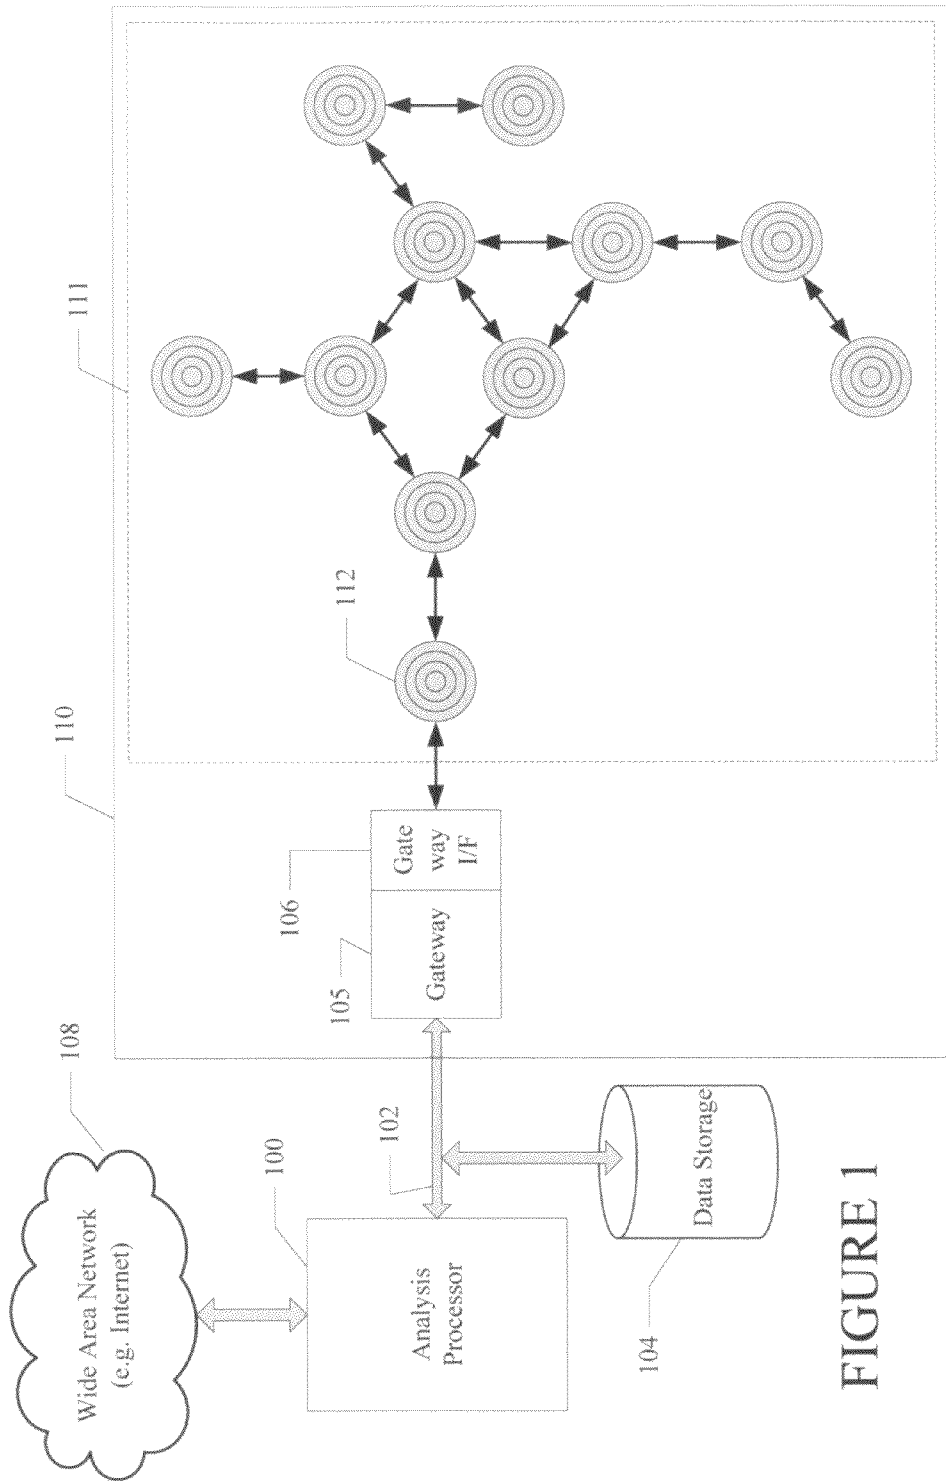 108
Wide Area Network
(e.g. Internet)
100
Analysis
Processor
102
104
Data Storage
105
Gateway
106
Gate
way
I/F
110
111
112
FIGURE 1